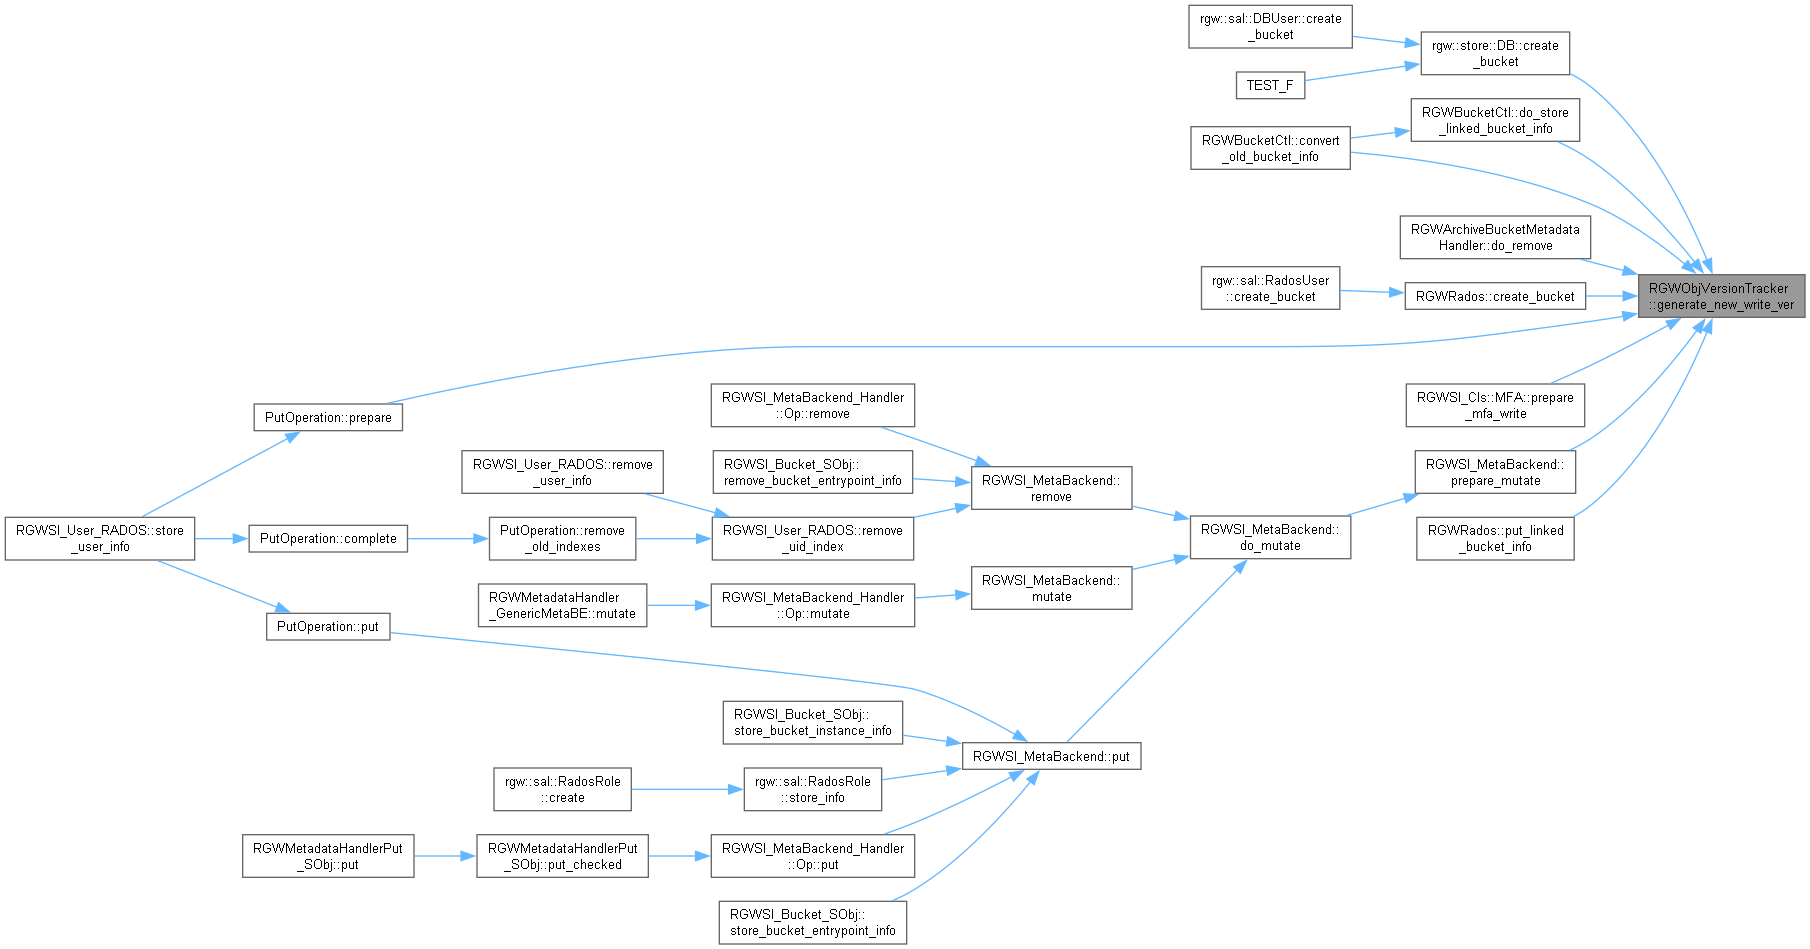 rgw::sal::DBUser::create
_bucket
rgw::store::DB::create
_bucket
TEST_F
RGWBucketCtl::do_store
_linked_bucket_info
RGWBucketCtl::convert
_old_bucket_info
RGWArchiveBucketMetadata
Handler::do_remove
rgw::sal::RadosUser
::create_bucket
RGWRados::create_bucket
RGWObjVersionTracker
::generate_new_write_ver
PutOperation::prepare
RGWSI_MetaBackend_Handler
::Op::remove
RGWSI_Cls::MFA::prepare
_mfa_write
RGWSI_User_RADOS::remove
_user_info
RGWSI_Bucket_SObj::
remove_bucket_entrypoint_info
RGWSI_MetaBackend::
remove
RGWSI_MetaBackend::
prepare_mutate
RGWSI_User_RADOS::store
_user_info
PutOperation::complete
PutOperation::remove
_old_indexes
RGWSI_User_RADOS::remove
_uid_index
RGWSI_MetaBackend::
do_mutate
RGWRados::put_linked
_bucket_info
RGWMetadataHandler
_GenericMetaBE::mutate
RGWSI_MetaBackend_Handler
::Op::mutate
RGWSI_MetaBackend::
mutate
PutOperation::put
RGWSI_Bucket_SObj::
store_bucket_instance_info
RGWSI_MetaBackend::put
rgw::sal::RadosRole
::create
rgw::sal::RadosRole
::store_info
RGWMetadataHandlerPut
_SObj::put
RGWMetadataHandlerPut
_SObj::put_checked
RGWSI_MetaBackend_Handler
::Op::put
RGWSI_Bucket_SObj::
store_bucket_entrypoint_info